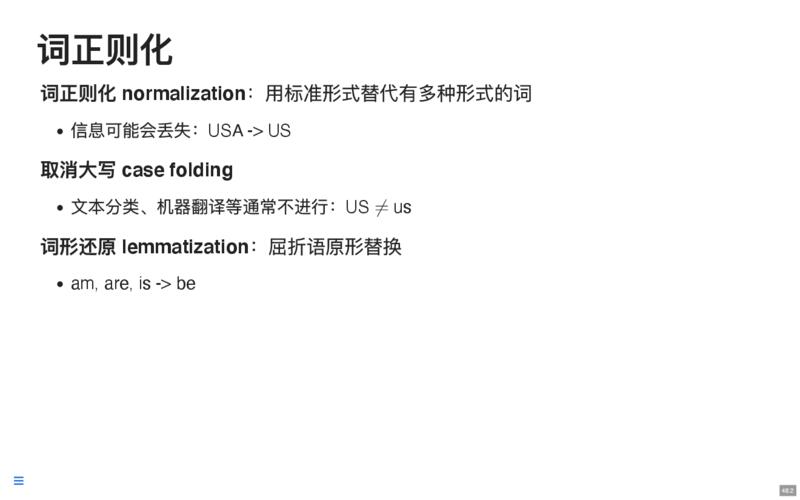 词正则化
词正则化 normalization：用标准形式替代有多种形式的词
• 信息可能会丢失：USA -> US
取消大写 case folding
• 文本分类、机器翻译等通常不进行：US ≠ us
词形还原 lemmatization：屈折语原形替换
• am, are, is -> be
48.2